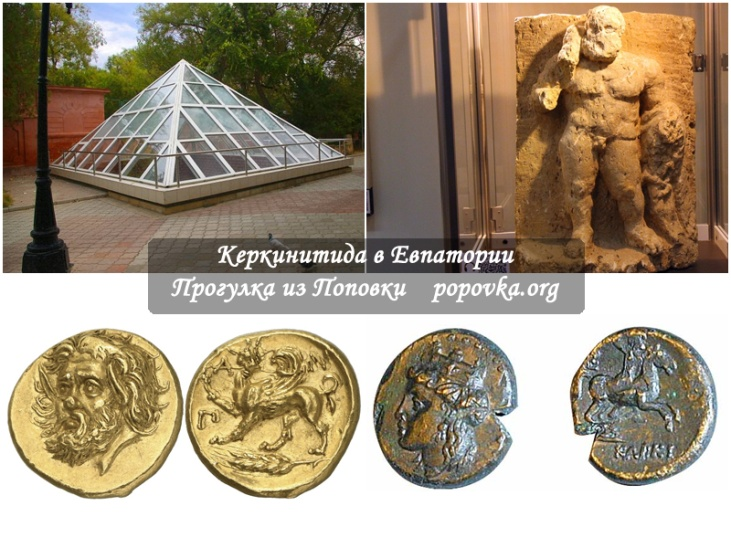 Керкинитида в Евпатории
Прогулка из Поповки popovka.org
П А Ν